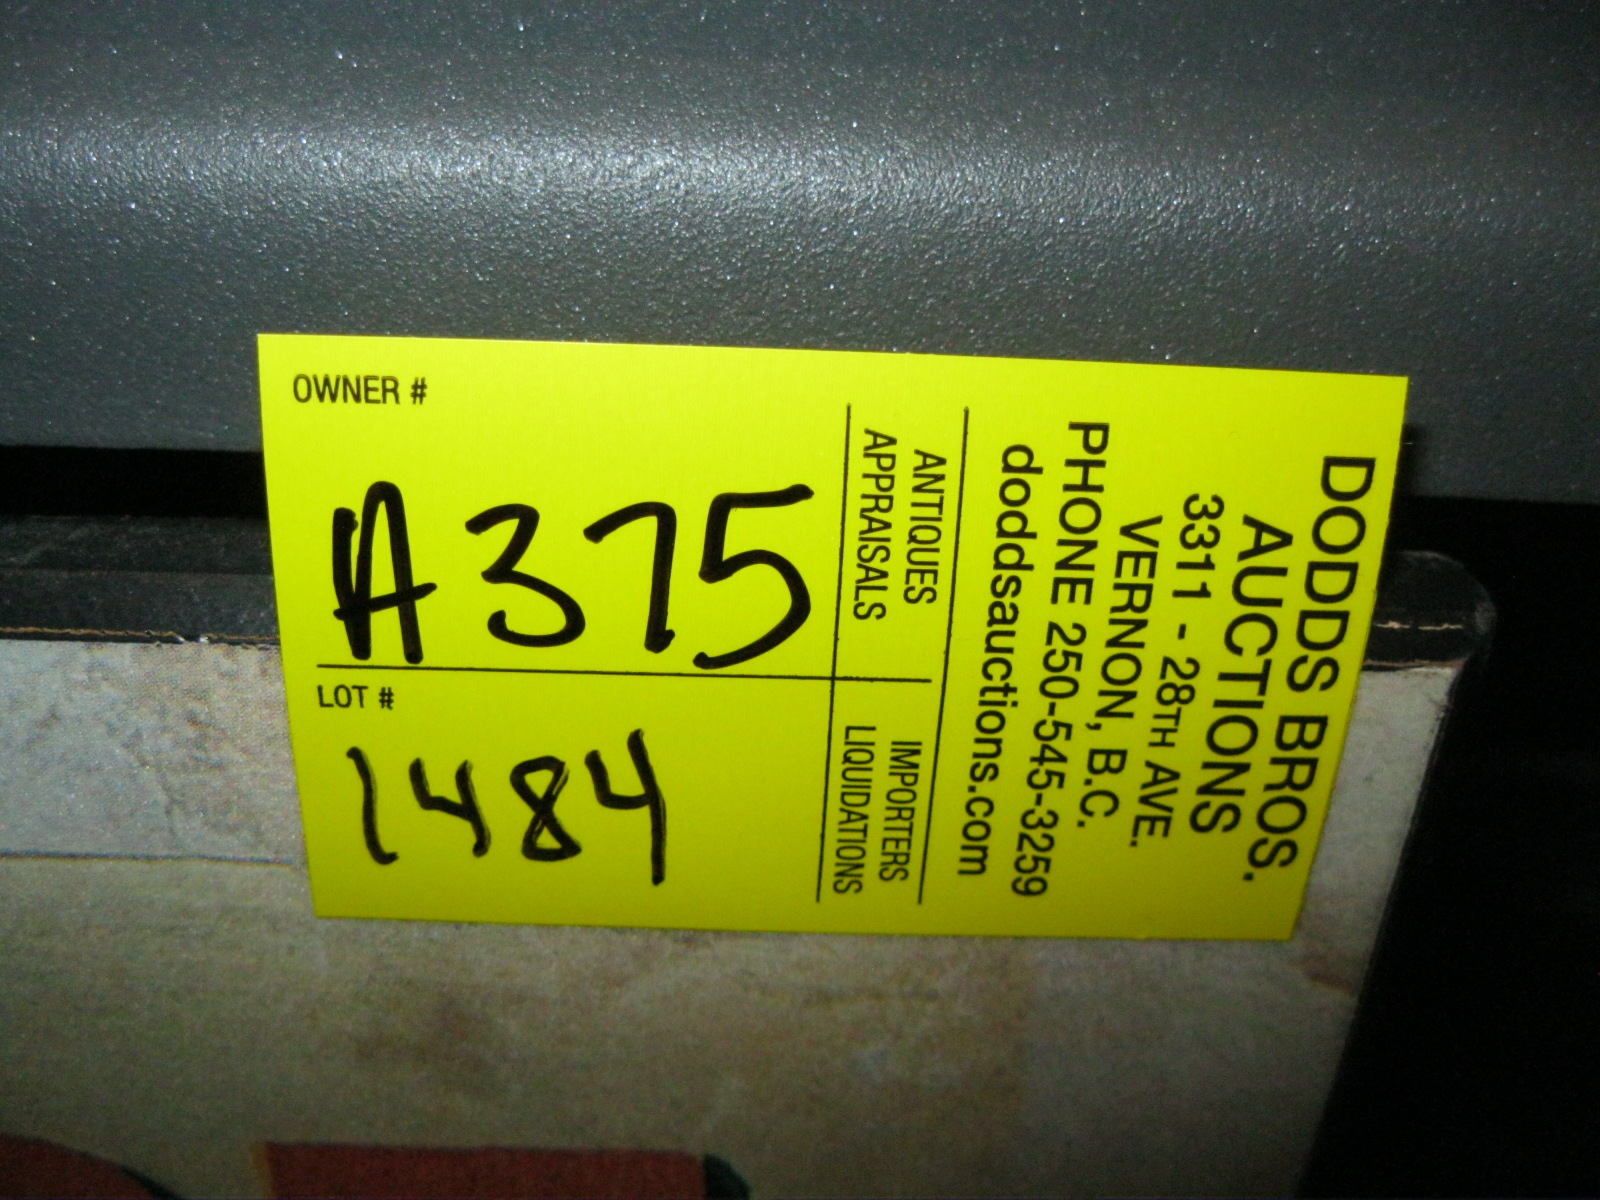 OWNER #
A375
LOT #
1484
DODDS BROS.
AUCTIONS
3311 - 28TH AVE.
VERNON, B.C.
PHONE 250-545-3259
doddsauctions.com
ANTIQUES
APPRAISALS
IMPORTERS
LIQUIDATIONS